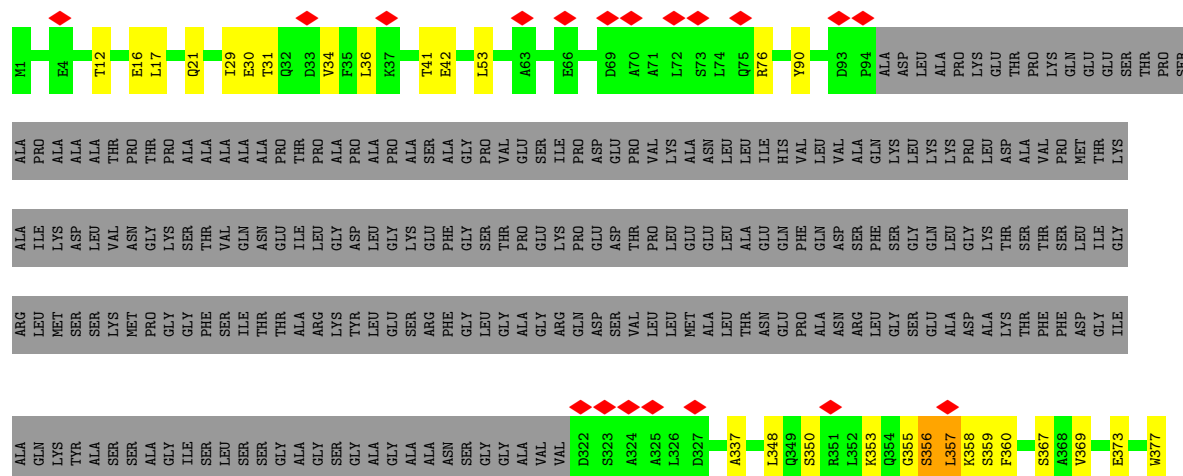 M1 E4 T12 E16 L17 Q21 I29 E30 T31 Q32 D33 V34 F35 L36 K37 T41 E42 L53 A63 E66 D69 A70 A71 L72 S73 L74 Q75 R76 Y90 D93 P94 ALA ASP LEU ALA PRO LYS GLU THR PRO LYS GLN GLU GLU SER THR PRO SER
ALA PRO ALA ALA ALA THR PRO THR PRO ALA ALA ALA ALA ALA PRO THR PRO ALA PRO ALA PRO ALA SER ALA GLY PRO VAL GLU SER ILE PRO ASP GLU PRO VAL LYS ALA ASN LEU LEU ILE HIS VAL LEU VAL ALA GLN LYS LEU LYS LYS PRO LEU ASP ALA VAL PRO MET THR LYS
ALA ILE LYS ASP LEU VAL ASN GLY LYS SER THR VAL GLN ASN GLU ILE LEU GLY ASP LEU GLY LYS GLU PHE GLY SER THR PRO GLU LYS PRO GLU ASP THR PRO LEU GLU GLU LEU ALA GLU GLN PHE GLN ASP SER PHE SER GLY GLN LEU GLY LYS THR SER THR SER LEU ILE GLY
ARG LEU MET SER SER LYS MET PRO GLY GLY PHE SER ILE THR THR ALA ARG LYS TYR LEU GLU SER ARG PHE GLY LEU GLY ALA GLY ARG GLN ASP SER VAL LEU LEU MET ALA LEU THR ASN GLU PRO ALA ASN ARG LEU GLY SER GLU ALA ASP ALA LYS THR PHE PHE ASP GLY ILE
ALA GLN LYS TYR ALA SER SER ALA GLY ILE SER LEU SER SER GLY ALA GLY SER GLY ALA GLY ALA ALA ASN SER GLY GLY ALA VAL VAL D322 S323 A324 A325 L326 D327 A337 L348 Q349 S350 R351 L352 K353 Q354 G355 S356 L357 K358 S359 F360 S367 A368 V369 E373 W377